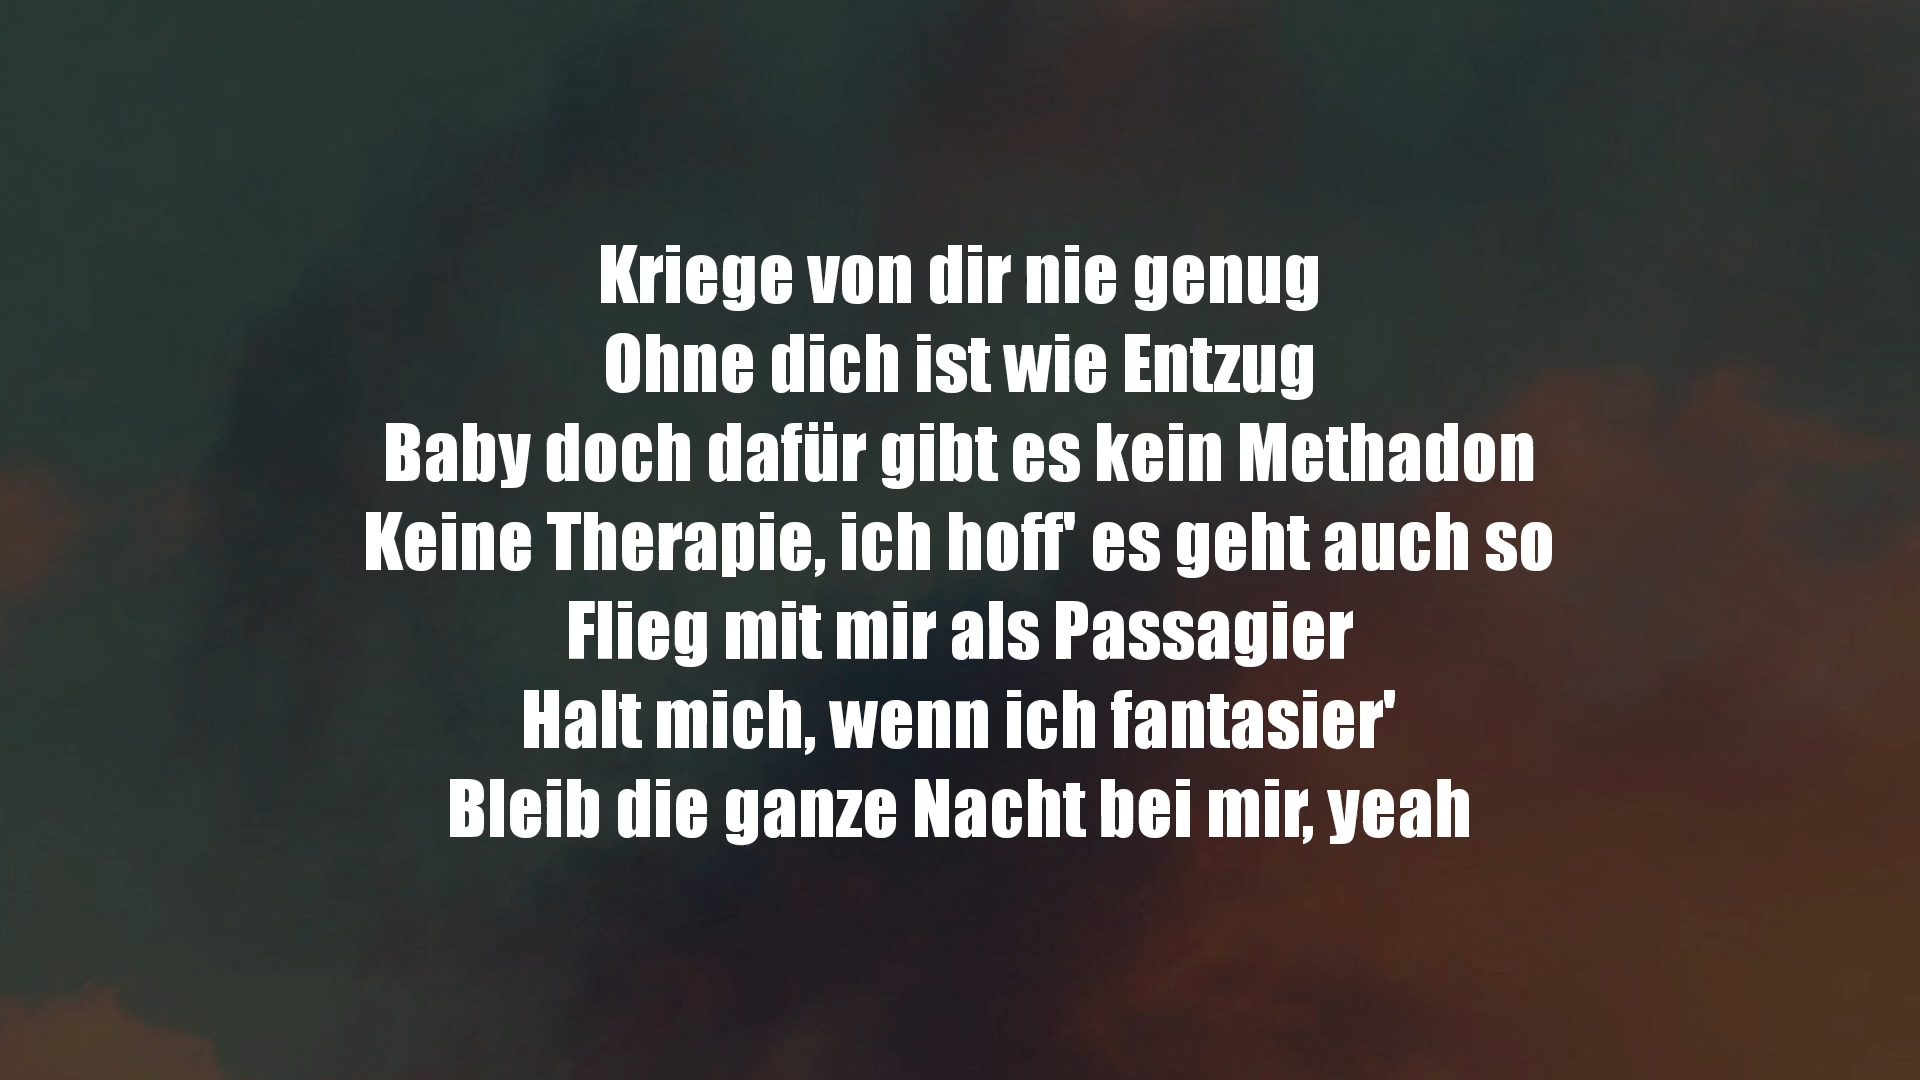 Kriege von dir nie genug
Ohne dich ist wie Entzug
Baby doch dafür gibt es kein Methadon
Keine Therapie, ich hoff' es geht auch so
Flieg mit mir als Passagier
Halt mich, wenn ich fantasier'
Bleib die ganze Nacht bei mir, yeah